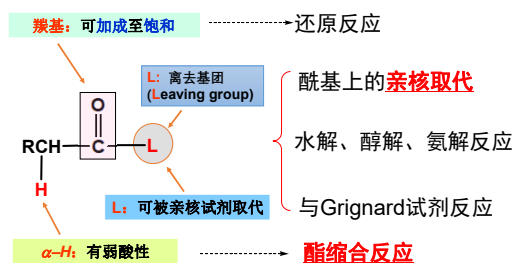 羰基：可加成至饱和
还原反应
L：离去基团
(Leaving group)
酰基上的亲核取代
O
RCH
C
L
水解、醇解、氨解反应
H
L：可被亲核试剂取代
与Grignard试剂反应
α–H：有弱酸性
酯缩合反应